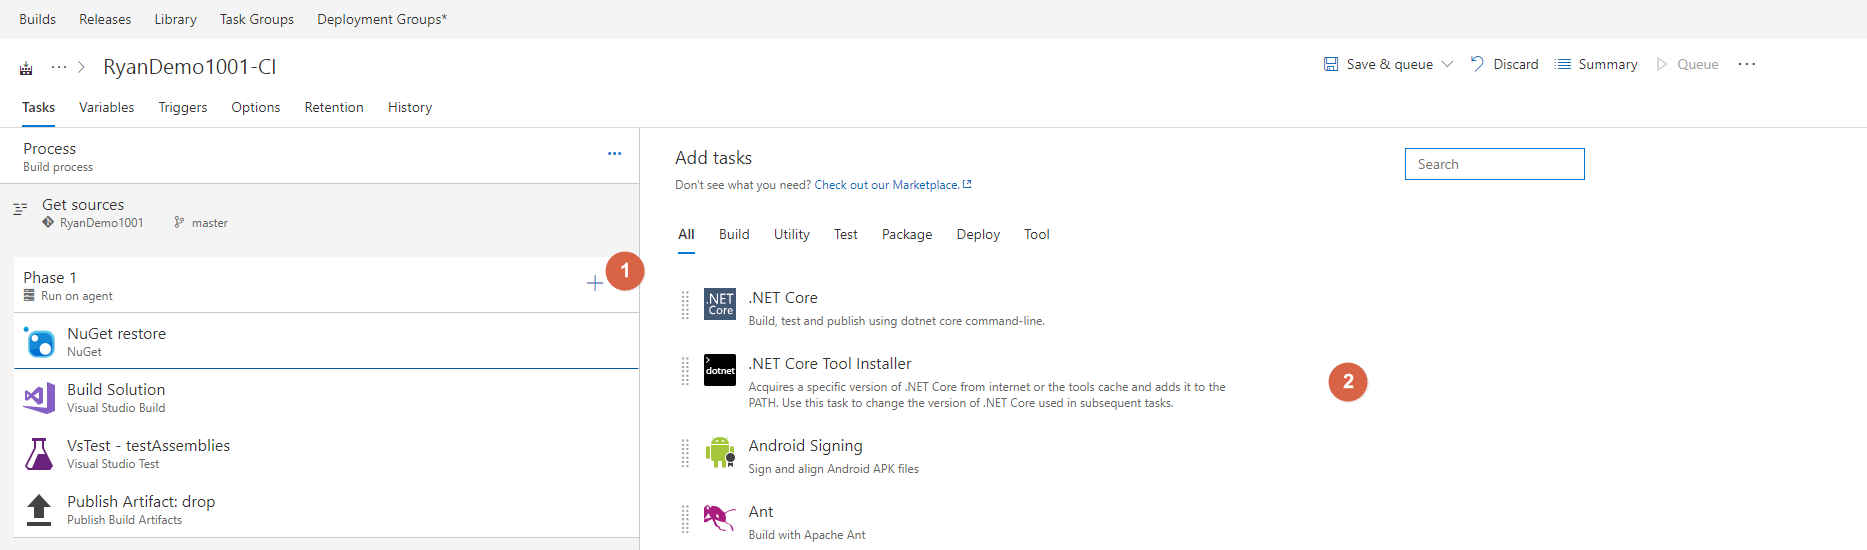 Builds Releases Library Task Groups Deployment Groups*
··· > RyanDemo1001-CI
Save & queue Discard Summary Queue ···
Tasks Variables Triggers Options Retention History
Process
Build process
···
Get sources
RyanDemo1001 master
Phase 1
Run on agent
1
NuGet restore
NuGet
Build Solution
Visual Studio Build
VsTest - testAssemblies
Visual Studio Test
Publish Artifact: drop
Publish Build Artifacts
Add tasks
Search
Don't see what you need? Check out our Marketplace.
All Build Utility Test Package Deploy Tool
.NET
Core
.NET Core
Build, test and publish using dotnet core command-line.
>
dotnet
.NET Core Tool Installer
Acquires a specific version of .NET Core from internet or the tools cache and adds it to the
PATH. Use this task to change the version of .NET Core used in subsequent tasks.
2
Android Signing
Sign and align Android APK files
Ant
Build with Apache Ant